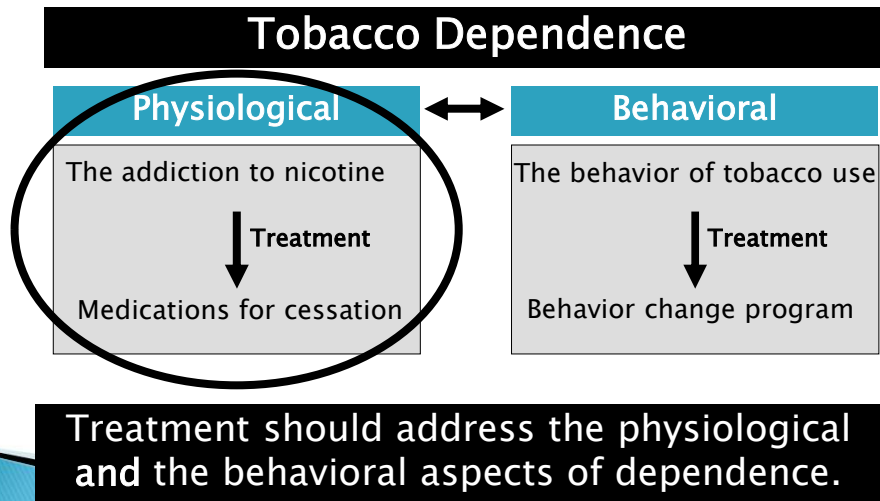 Tobacco Dependence
Physiological
Behavioral
The addiction to nicotine
Treatment
Medications for cessation
The behavior of tobacco use
Treatment
Behavior change program
Treatment should address the physiological
and the behavioral aspects of dependence.